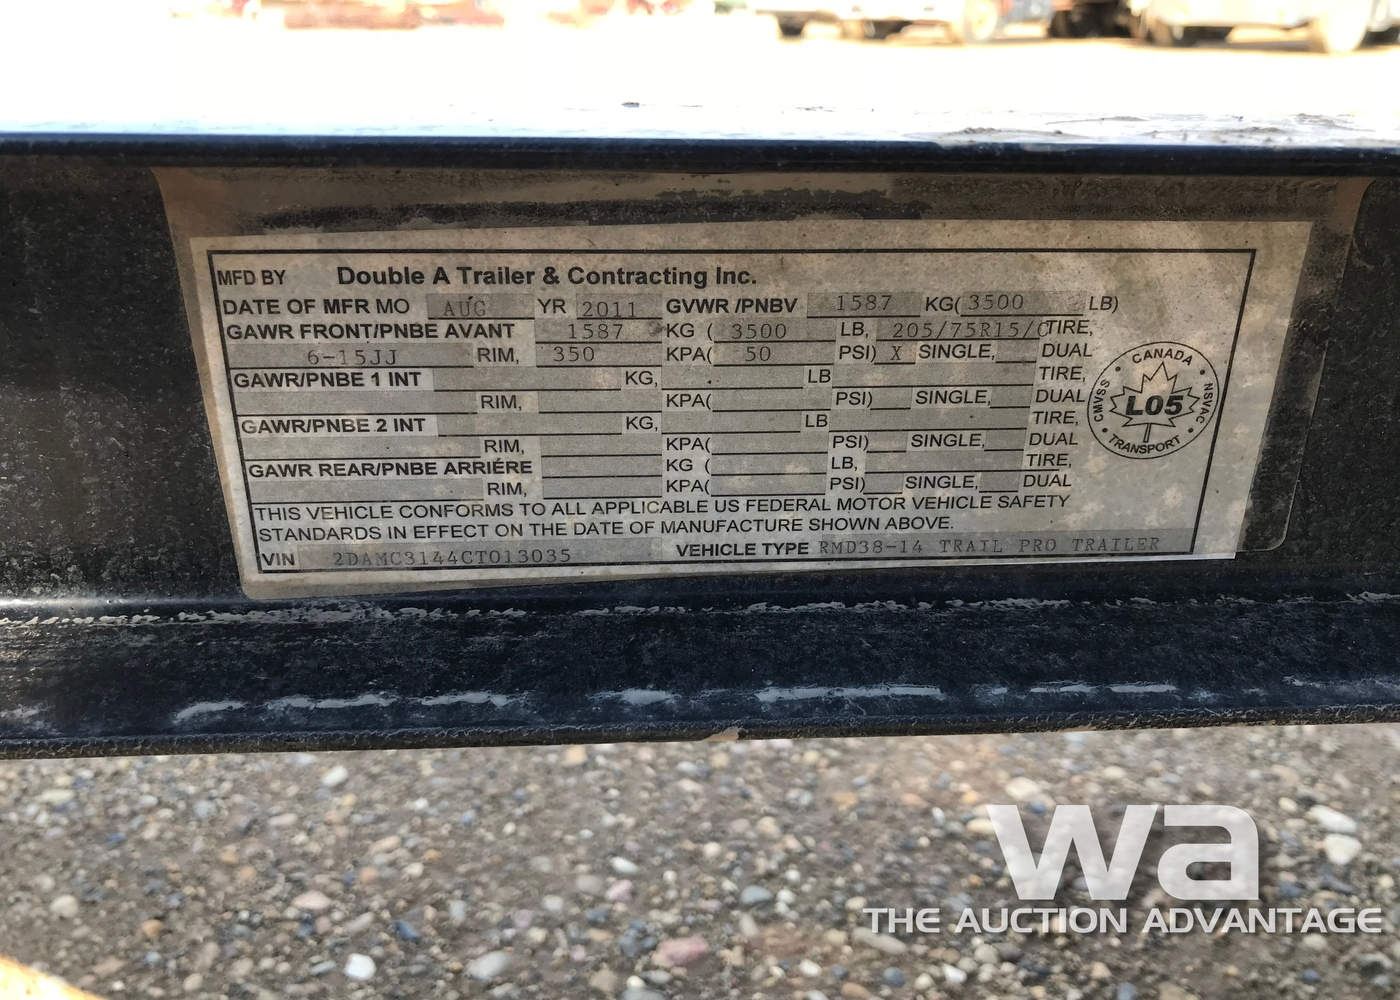 MFD BY Double A Trailer & Contracting Inc.
DATE OF MFR MO AUG YR 2011 GVWR /PNBV 1587 KG( 3500 LB)
GAWR FRONT/PNBE AVANT 1587 KG ( 3500 LB, 205/75R15/C TIRE,
6-15JJ RIM, 350 KPA( 50 PSI) X SINGLE, DUAL
GAWR/PNBE 1 INT KG, LB TIRE,
RIM, KPA( PSI) SINGLE, DUAL
GAWR/PNBE 2 INT KG, LB TIRE,
RIM, KPA( PSI) SINGLE, DUAL
GAWR REAR/PNBE ARRIÉRE KG ( LB, TIRE,
RIM, KPA( PSI) SINGLE, DUAL
THIS VEHICLE CONFORMS TO ALL APPLICABLE US FEDERAL MOTOR VEHICLE SAFETY
STANDARDS IN EFFECT ON THE DATE OF MANUFACTURE SHOWN ABOVE.
VIN 2DAMC3144CT013035 VEHICLE TYPE RMD38-14 TRAIL PRO TRAILER
CANADA
CMVSS L05 NSVAC
TRANSPORT
wa
THE AUCTION ADVANTAGE